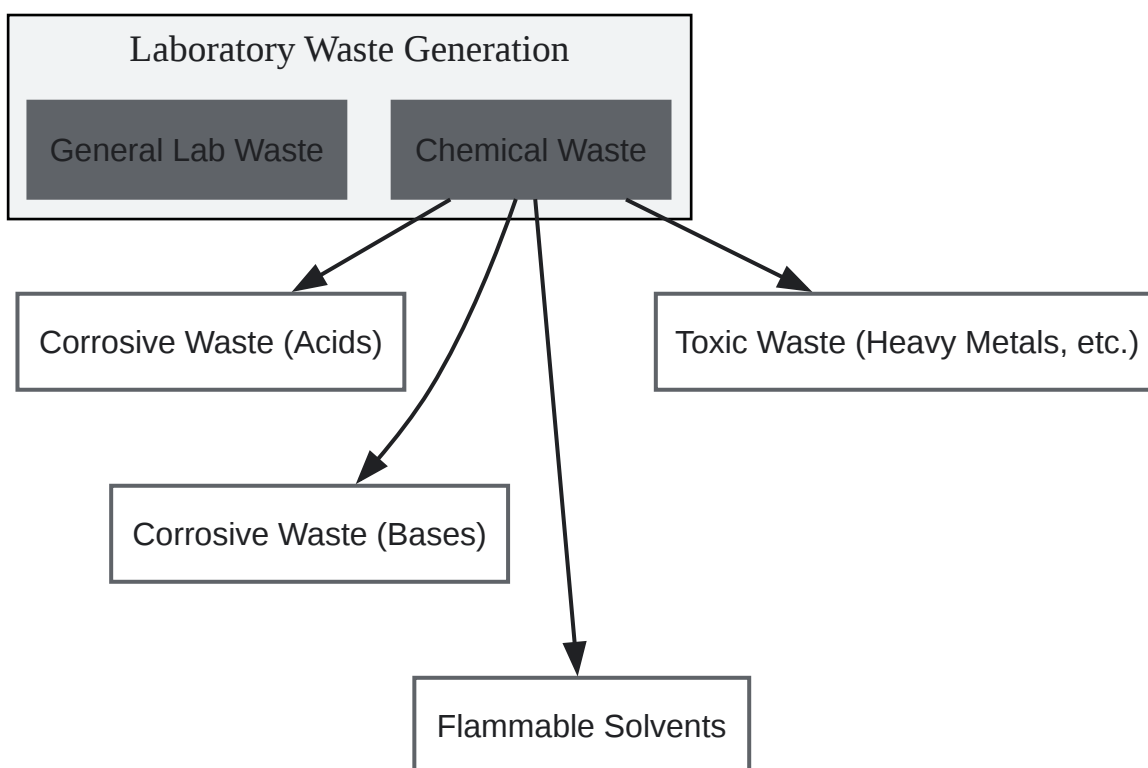 Laboratory Waste Generation
General Lab Waste
Chemical Waste
Corrosive Waste (Acids)
Toxic Waste (Heavy Metals, etc.)
Corrosive Waste (Bases)
Flammable Solvents